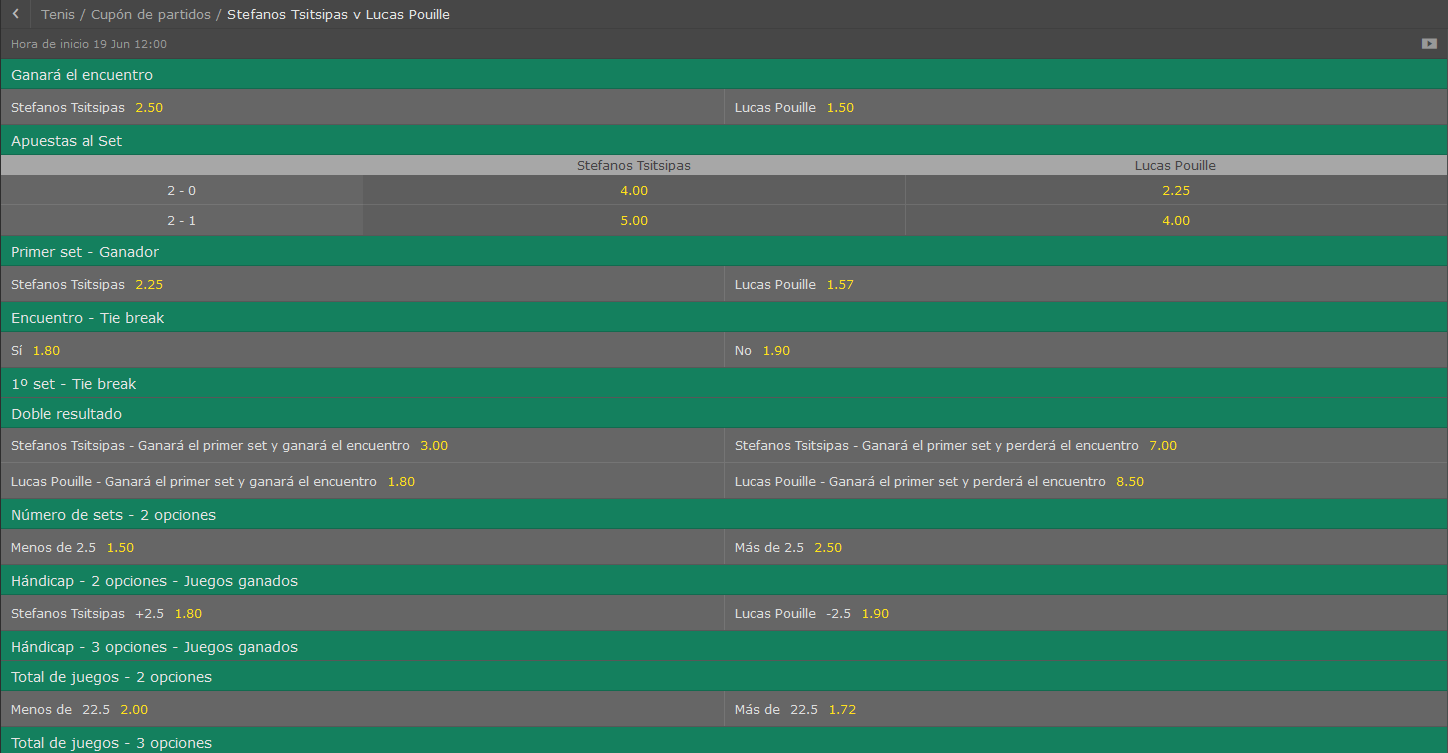 Tenis / Cupón de partidos / Stefanos Tsitsipas v Lucas Pouille
Hora de inicio 19 Jun 12:00
Ganará el encuentro
Stefanos Tsitsipas 2.50 Lucas Pouille 1.50
Apuestas al Set
Stefanos Tsitsipas Lucas Pouille
2 - 0 4.00 2.25
2 - 1 5.00 4.00
Primer set - Ganador
Stefanos Tsitsipas 2.25 Lucas Pouille 1.57
Encuentro - Tie break
Sí 1.80 No 1.90
1º set - Tie break
Doble resultado
Stefanos Tsitsipas - Ganará el primer set y ganará el encuentro 3.00 Stefanos Tsitsipas - Ganará el primer set y perderá el encuentro 7.00
Lucas Pouille - Ganará el primer set y ganará el encuentro 1.80 Lucas Pouille - Ganará el primer set y perderá el encuentro 8.50
Número de sets - 2 opciones
Menos de 2.5 1.50 Más de 2.5 2.50
Hándicap - 2 opciones - Juegos ganados
Stefanos Tsitsipas +2.5 1.80 Lucas Pouille -2.5 1.90
Hándicap - 3 opciones - Juegos ganados
Total de juegos - 2 opciones
Menos de 22.5 2.00 Más de 22.5 1.72
Total de juegos - 3 opciones